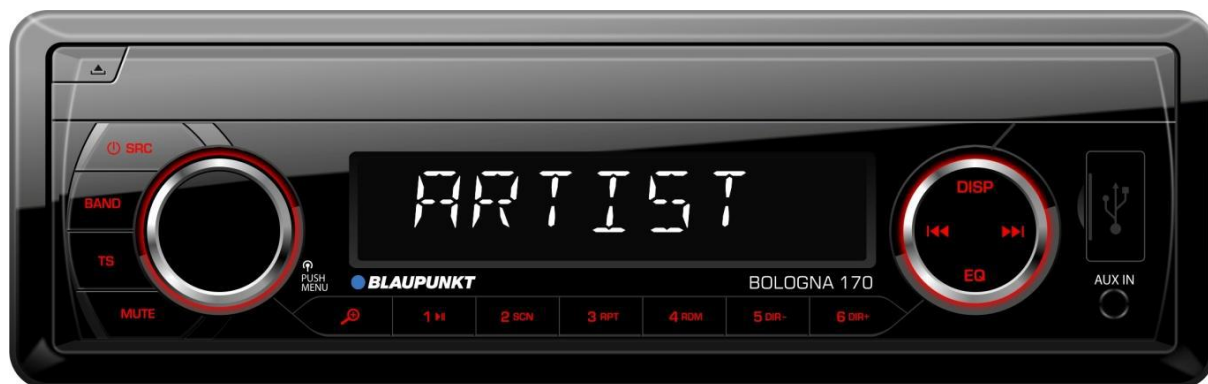 SRC
ARTIST
DISP
BAND
TS
EQ
PUSH
MENU
BLAUPUNKT
BOLOGNA 170
AUX IN
MUTE
1
2 SCN
3 RPT
4 RDM
5 DIR-
6 DIR+